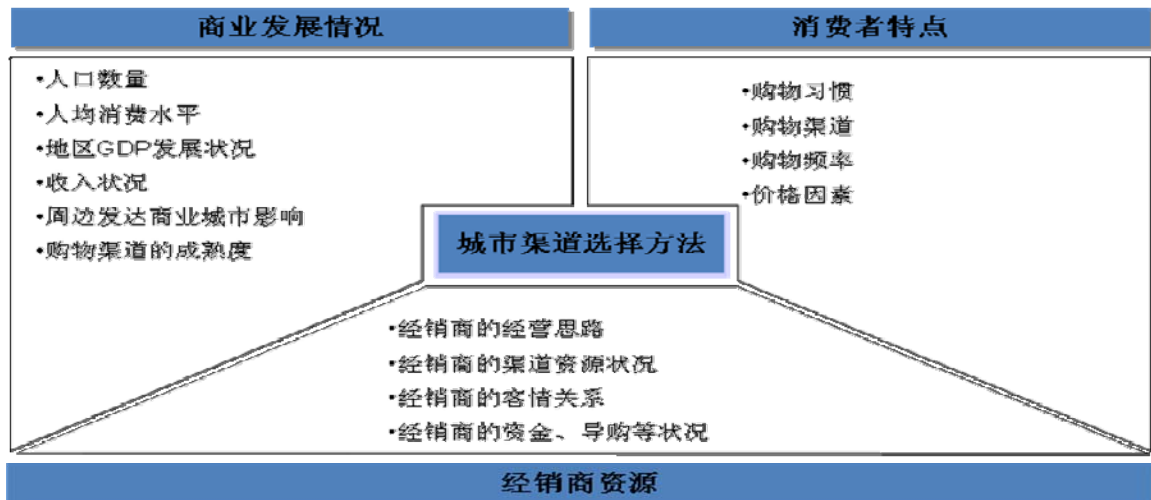 商业发展情况
消费者特点
•人口数量
•人均消费水平
•地区GDP发展状况
•收入状况
•周边发达商业城市影响
•购物渠道的成熟度
•购物习惯
•购物渠道
•购物频率
•价格因素
城市渠道选择方法
•经销商的经营思路
•经销商的渠道资源状况
•经销商的客情关系
•经销商的资金、导购等状况
经销商资源